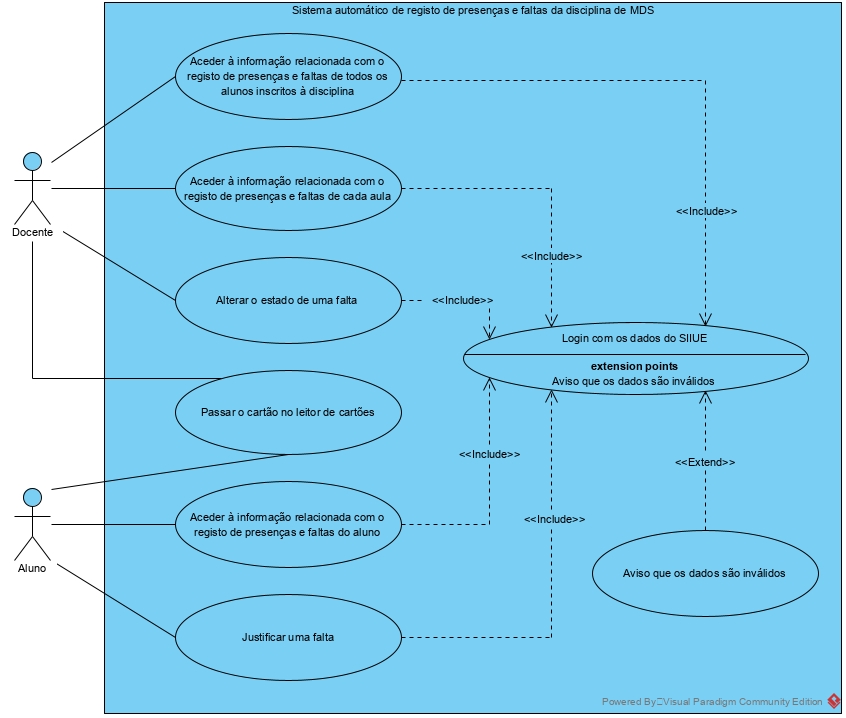 Sistema automático de registo de presenças e faltas da disciplina de MDS
Aceder à informação relacionada com o
registo de presenças e faltas de todos os
alunos inscritos à disciplina
<<Include>>
Aceder à informação relacionada com o
registo de presenças e faltas de cada aula
Docente
<<Include>>
Alterar o estado de uma falta
<<Include>>
Login com os dados do SIIUE
extension points
Aviso que os dados são inválidos
Passar o cartão no leitor de cartões
<<Include>>
<<Extend>>
Aceder à informação relacionada com o
registo de presenças e faltas do aluno
<<Include>>
Aluno
Aviso que os dados são inválidos
Justificar uma falta
Powered By Visual Paradigm Community Edition